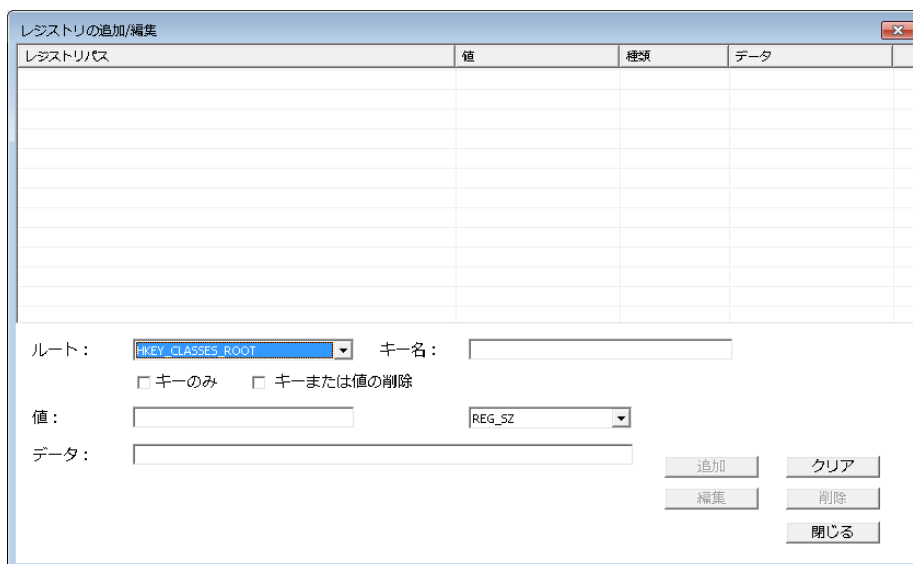 レジストリの追加/編集
レジストリパス 値 種類 データ
ルート： HKEY_CLASSES_ROOT キー名：
キーのみ キーまたは値の削除
値： REG_SZ
データ：
追加 クリア
編集 削除
閉じる